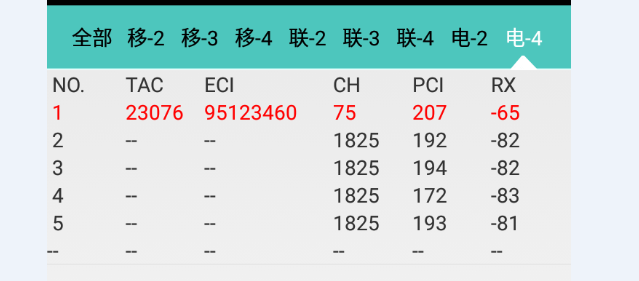 全部 移-2 移-3 移-4 联-2 联-3 联-4 电-2 电-4
NO. TAC ECI CH PCI RX
1 23076 95123460 75 207 -65
2 -- -- 1825 192 -82
3 -- -- 1825 194 -82
4 -- -- 1825 172 -83
5 -- -- 1825 193 -81
-- -- -- -- -- --